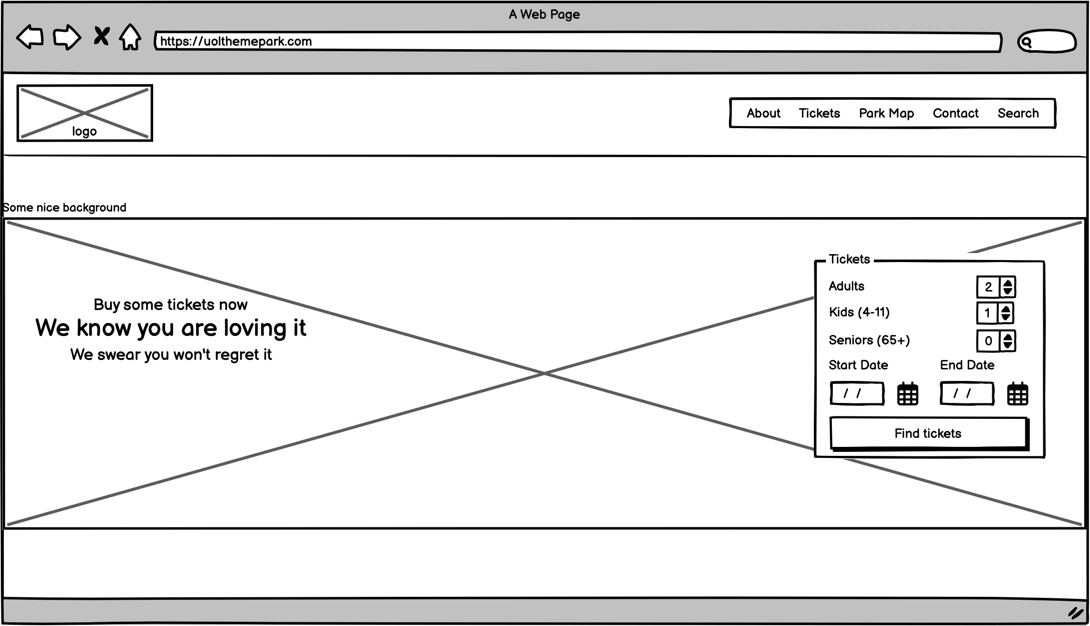 A Web Page
https://uolthemepark.com
logo
About Tickets Park Map Contact Search
Some nice background
Buy some tickets now
We know you are loving it
We swear you won't regret it
Tickets
Adults 2
Kids (4-11) 1
Seniors (65+) 0
Start Date End Date
/ / / /
Find tickets